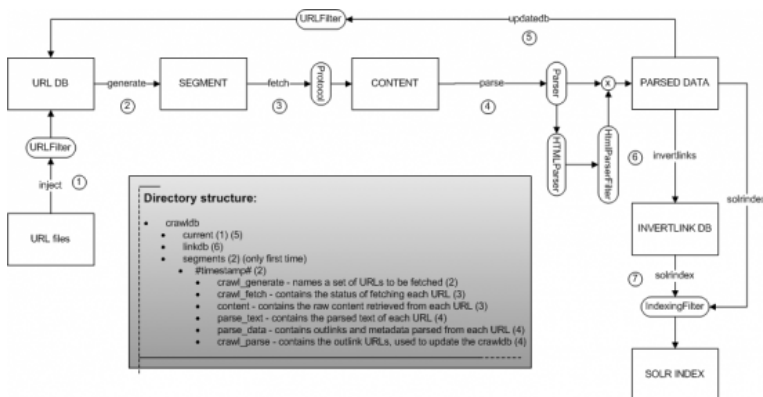 URLFilter
updatedb
5
URL DB
generate
2
SEGMENT
fetch
3
Protocol
CONTENT
parse
4
Parser
x
PARSED DATA
HTMLParser
HtmlParserFilter
6
invertlinks
URLFilter
inject
1
URL files
solrindex
INVERTLINK DB
solrindex
7
IndexingFilter
SOLR INDEX
Directory structure:
• crawldb
• current (1) (5)
• linkdb (6)
• segments (2) (only first time)
• #timestamp# (2)
• crawl_generate - names a set of URLs to be fetched (2)
• crawl_fetch - contains the status of fetching each URL (3)
• content - contains the raw content retrieved from each URL (3)
• parse_text - contains the parsed text of each URL (4)
• parse_data - contains outlinks and metadata parsed from each URL (4)
• crawl_parse - contains the outlink URLs, used to update the crawldb (4)